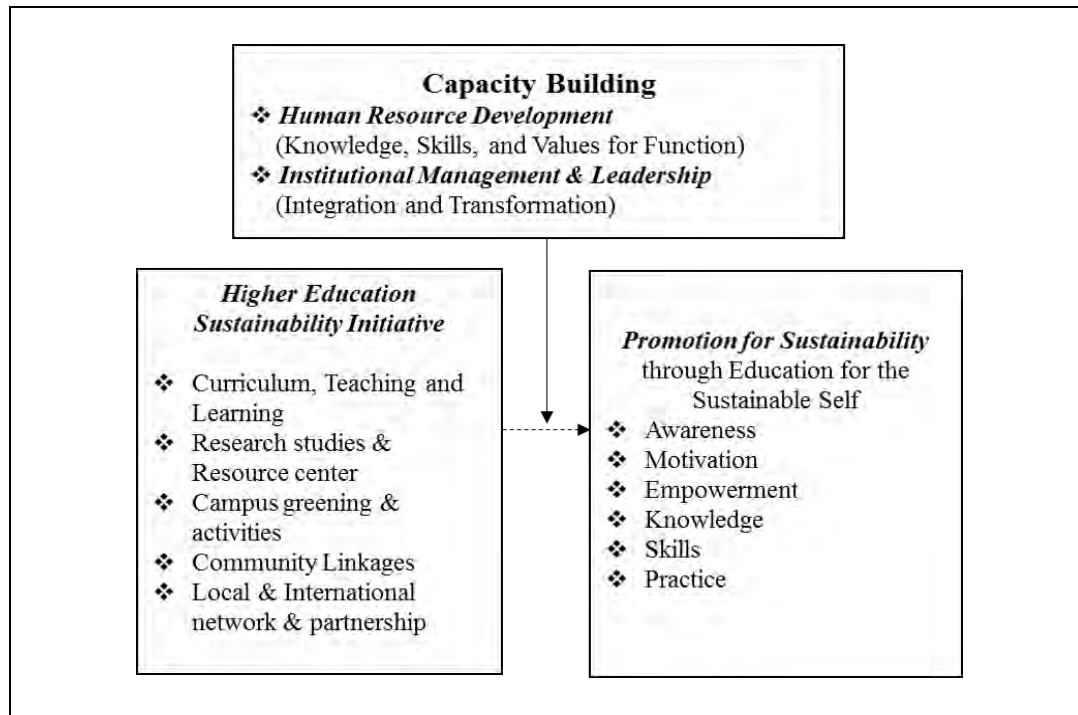 Capacity Building
❖ Human Resource Development
(Knowledge, Skills, and Values for Function)
❖ Institutional Management & Leadership
(Integration and Transformation)
Higher Education
Sustainability Initiative
❖ Curriculum, Teaching and
Learning
❖ Research studies &
Resource center
❖ Campus greening &
activities
❖ Community Linkages
❖ Local & International
network & partnership
Promotion for Sustainability
through Education for the
Sustainable Self
❖ Awareness
❖ Motivation
❖ Empowerment
❖ Knowledge
❖ Skills
❖ Practice